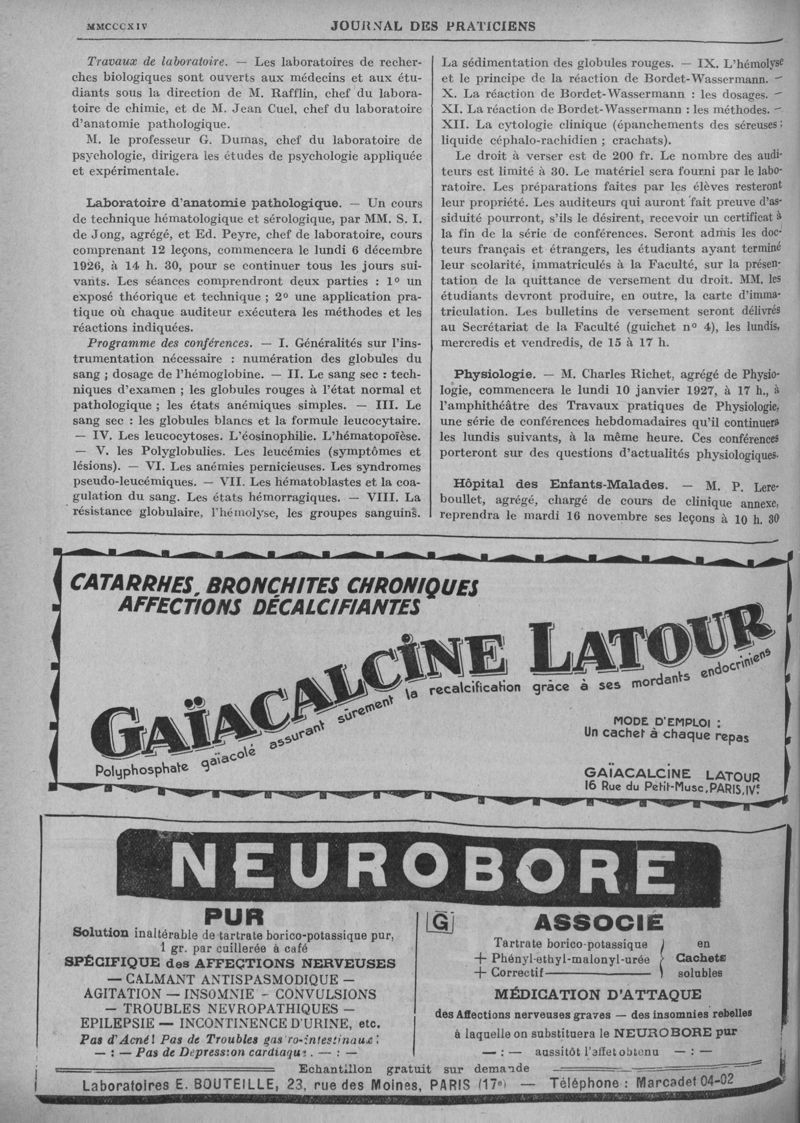 MMCCCXIV
JOURNAL DES PRATICIENS
Travaux de laboratoire. — Les laboratoires de recher-
ches biologiques sont ouverts aux médecins et aux étu-
diants sous la direction de M. Rafflin, chef du labora-
toire de chimie, et de M. Jean Cuel, chef du laboratoire
d'anatomie pathologique.
M. le professeur G. Dumas, chef du laboratoire de
psychologie, dirigera les études de psychologie appliquée
et expérimentale.
Laboratoire d'anatomie pathologique. — Un cours
de technique hématologique et sérologique, par MM. S. I.
de Jong, agrégé, et Ed. Peyre, chef de laboratoire, cours
comprenant 12 leçons, commencera le lundi 6 décembre
1926, à 14 h. 30, pour se continuer tous les jours sui-
vants. Les séances comprendront deux parties : 1° un
exposé théorique et technique ; 2° une application pra-
tique où chaque auditeur exécutera les méthodes et les
réactions indiquées.
Programme des conférences. — I. Généralités sur l'ins-
trumentation nécessaire : numération des globules du
sang ; dosage de l'hémoglobine. — II. Le sang sec : tech-
niques d'examen ; les globules rouges à l'état normal et
pathologique ; les états anémiques simples. — III. Le
sang sec : les globules blancs et la formule leucocytaire.
— IV. Les leucocytoses. L'éosinophilie. L'hématopoïèse.
— V. les Polyglobulies. Les leucémies (symptômes et
lésions). — VI. Les anémies pernicieuses. Les syndromes
pseudo-leucémiques. — VII. Les hématoblastes et la coa-
gulation du sang. Les états hémorragiques. — VIII. La
résistance globulaire, l'hémolyse, les groupes sanguins.
La sédimentation des globules rouges. — IX. L'hémolyse
et le principe de la réaction de Bordet-Wassermann. —
X. La réaction de Bordet-Wassermann : les dosages. —
XI. La réaction de Bordet-Wassermann : les méthodes. —
XII. La cytologie clinique (épanchements des séreuses ;
liquide céphalo-rachidien ; crachats).
Le droit à verser est de 200 fr. Le nombre des audi-
teurs est limité à 30. Le matériel sera fourni par le labo-
ratoire. Les préparations faites par les élèves resteront
leur propriété. Les auditeurs qui auront fait preuve d'as-
siduité pourront, s'ils le désirent, recevoir un certificat à
la fin de la série de conférences. Seront admis les doc-
teurs français et étrangers, les étudiants ayant terminé
leur scolarité, immatriculés à la Faculté, sur la présen-
tation de la quittance de versement du droit. MM. les
étudiants devront produire, en outre, la carte d'imma-
triculation. Les bulletins de versement seront délivrés
au Secrétariat de la Faculté (guichet n° 4), les lundis,
mercredis et vendredis, de 15 à 17 h.
Physiologie. — M. Charles Richet, agrégé de Physio-
logie, commencera le lundi 10 janvier 1927, à 17 h., à
l'amphithéâtre des Travaux pratiques de Physiologie,
une série de conférences hebdomadaires qu'il continuera
les lundis suivants, à la même heure. Ces conférences
porteront sur des questions d'actualités physiologiques.
Hôpital des Enfants-Malades. — M. P. Lere-
boullet, agrégé, chargé de cours de clinique annexe,
reprendra le mardi 16 novembre ses leçons à 10 h. 30
CATARRHES, BRONCHITES CHRONIQUES
AFFECTIONS DÉCALCIFIANTES
GAÏACALCINE LATOUR
Polyphosphate gaïacolé assurant sûrement la recalcification grâce à ses mordants endocriniens
MODE D'EMPLOI :
Un cachet à chaque repas
GAÏACALCINE LATOUR
16 Rue du Petit-Musc, PARIS, IVe
NEUROBORE
PUR
Solution inaltérable de tartrate borico-potassique pur,
1 gr. par cuillerée à café
SPÉCIFIQUE des AFFECTIONS NERVEUSES
— CALMANT ANTISPASMODIQUE —
AGITATION — INSOMNIE - CONVULSIONS
— TROUBLES NEVROPATHIQUES —
EPILEPSIE — INCONTINENCE D'URINE, etc.
Pas d'Acné! Pas de Troubles gastro-intestinaux!
— : — Pas de Depression cardiaque. — : —
G
ASSOCIÉ
Tartrate borico-potassique
+ Phényl-ethyl-malonyl-urée
+ Correctif
en
Cachets
solubles
MÉDICATION D'ATTAQUE
des Affections nerveuses graves — des insomnies rebelles
à laquelle on substituera le NEUROBORE pur
— : — aussitôt l'effet obtenu — : —
Echantillon gratuit sur demande
Laboratoires E. BOUTEILLE, 23, rue des Moines, PARIS (17e) — Téléphone : Marcadet 04-02